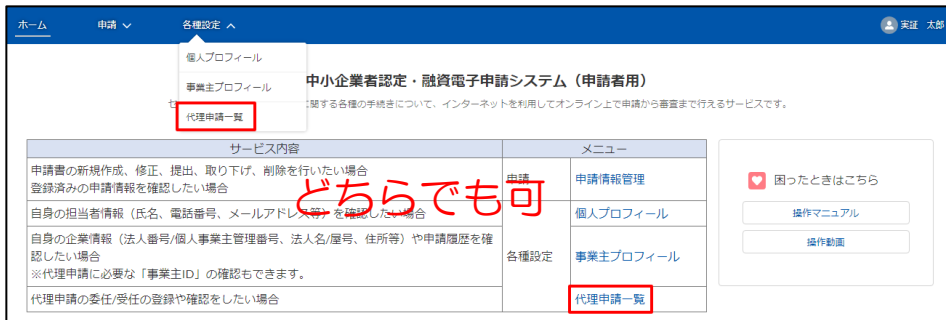 ホーム
申請
各種設定
実証 太郎
個人プロフィール
事業主プロフィール
代理申請一覧
中小企業者認定・融資電子申請システム（申請者用）
セ
に関する各種の手続きについて、インターネットを利用してオンライン上で申請から審査まで行えるサービスです。
サービス内容
メニュー
申請書の新規作成、修正、提出、取り下げ、削除を行いたい場合
登録済みの申請情報を確認したい場合
申請
申請情報管理
どちらでも可
自身の担当者情報（氏名、電話番号、メールアドレス等）を確認したい場合
個人プロフィール
自身の企業情報（法人番号/個人事業主管理番号、法人名/屋号、住所等）や申請履歴を確
認したい場合
※代理申請に必要な「事業主ID」の確認もできます。
各種設定
事業主プロフィール
代理申請の委任/受任の登録や確認をしたい場合
代理申請一覧
困ったときはこちら
操作マニュアル
操作動画